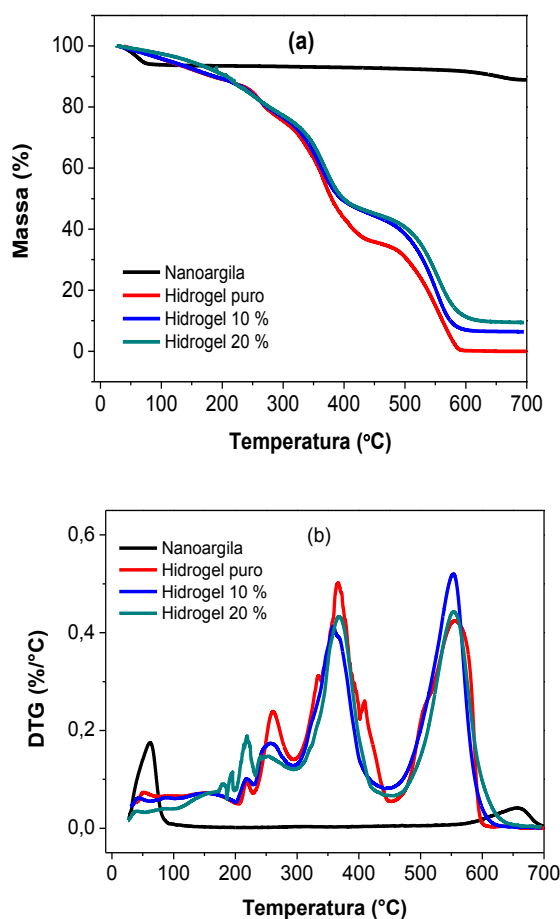 (a)
100
80
60
40
20
0
Massa (%)
Nanoargila
Hidrogel puro
Hidrogel 10 %
Hidrogel 20 %
0 100 200 300 400 500 600 700
Temperatura (°C)
(b)
0.6
0.4
0.2
0.0
DTG (%/°C)
Nanoargila
Hidrogel puro
Hidrogel 10 %
Hidrogel 20 %
0 100 200 300 400 500 600 700
Temperatura (°C)